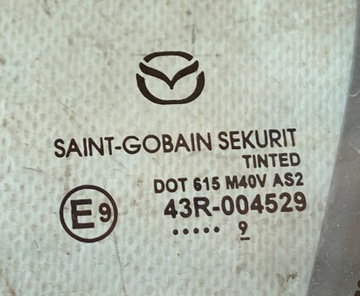 SAINT-GOBAIN SEKURIT
TINTED
DOT 615 M40V AS2
E9 43R-004529
..... 9